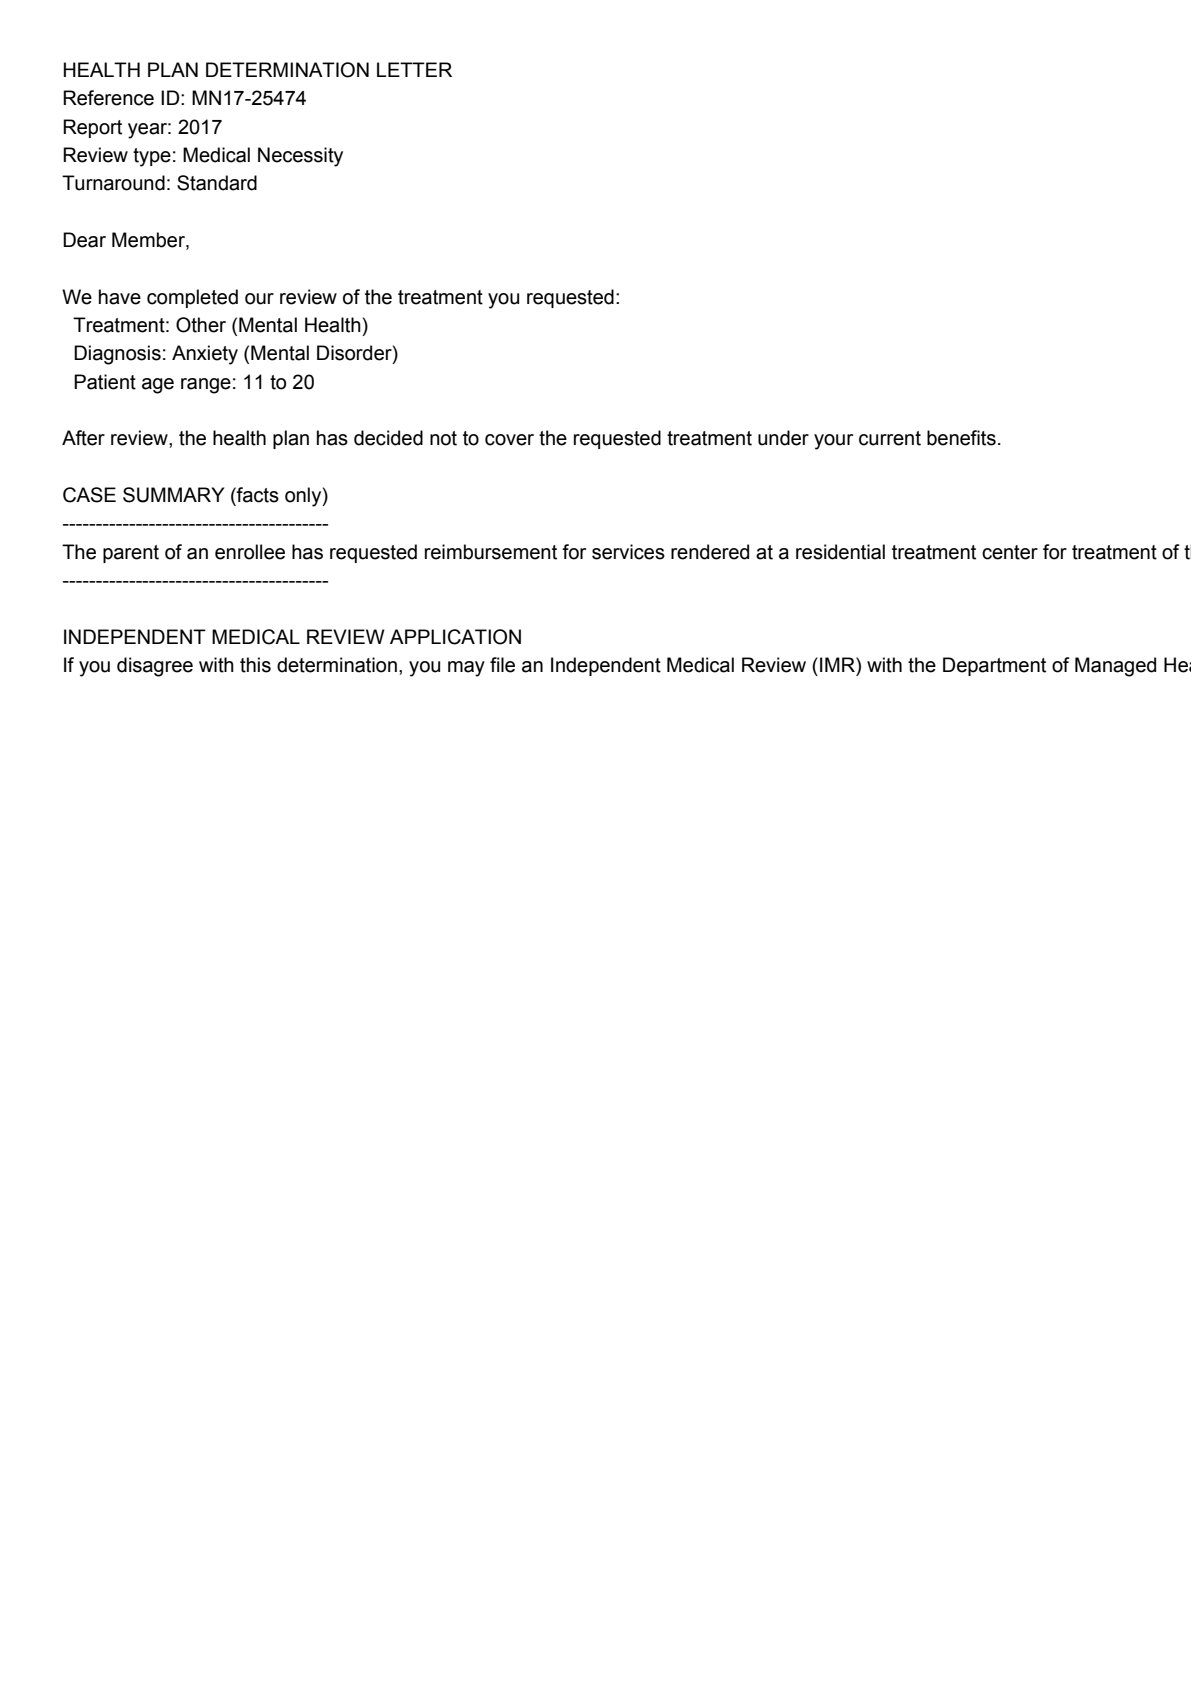 HEALTH PLAN DETERMINATION LETTER
Reference ID: MN17-25474
Report year: 2017
Review type: Medical Necessity
Turnaround: Standard
Dear Member,
We have completed our review of the treatment you requested:
Treatment: Other (Mental Health)
Diagnosis: Anxiety (Mental Disorder)
Patient age range: 11 to 20
After review, the health plan has decided not to cover the requested treatment under your current benefits.
CASE SUMMARY (facts only)
----------------------------------------
The parent of an enrollee has requested reimbursement for services rendered at a residential treatment center for treatment of
----------------------------------------
INDEPENDENT MEDICAL REVIEW APPLICATION
If you disagree with this determination, you may file an Independent Medical Review (IMR) with the Department of Managed